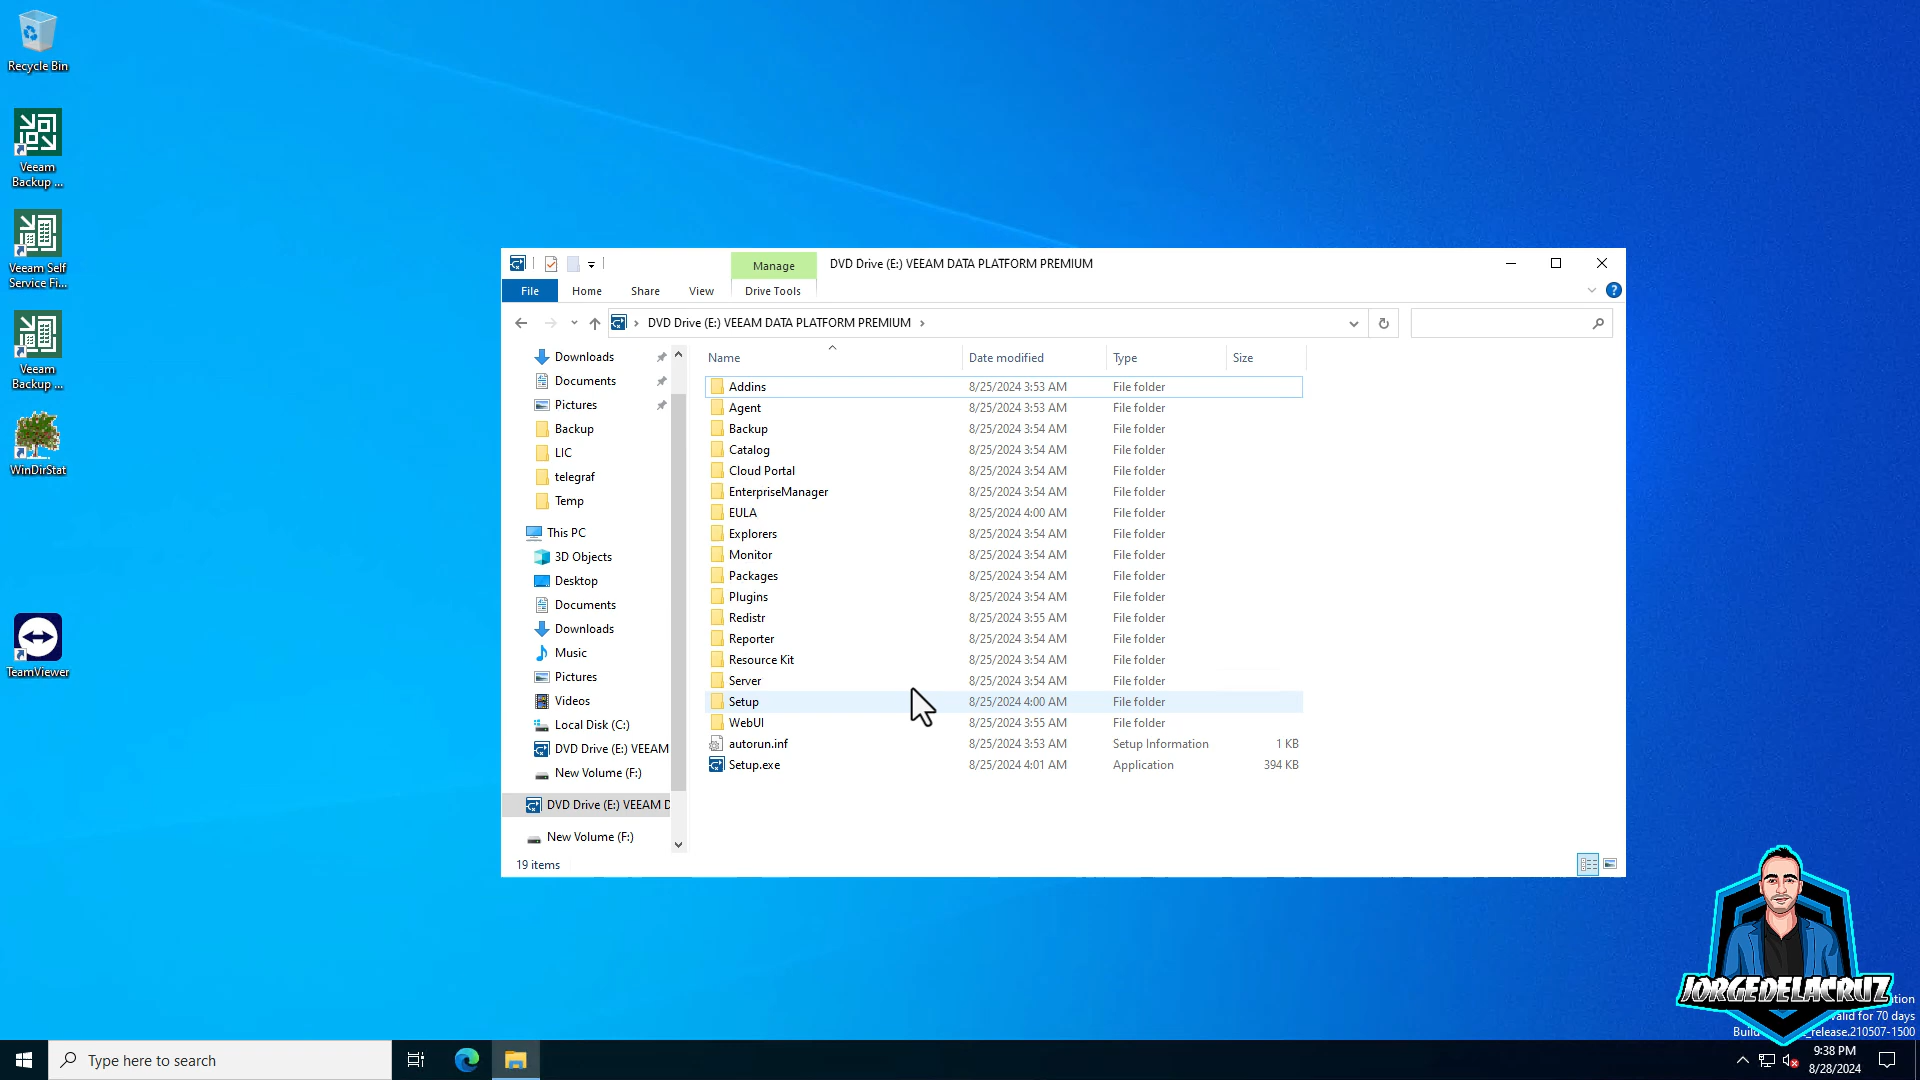 Recycle Bin
Veeam
Backup ...
Veeam Self
Service Fi...
Veeam
Backup ...
WinDirStat
TeamViewer
Manage
DVD Drive (E:) VEEAM DATA PLATFORM PREMIUM
File
Home
Share
View
Drive Tools
DVD Drive (E:) VEEAM DATA PLATFORM PREMIUM
Downloads
Documents
Pictures
Backup
LIC
telegraf
Temp
This PC
3D Objects
Desktop
Documents
Downloads
Music
Pictures
Videos
Local Disk (C:)
DVD Drive (E:) VEEAM
New Volume (F:)
DVD Drive (E:) VEEAM D
New Volume (F:)
Name Date modified Type Size
Addins 8/25/2024 3:53 AM File folder
Agent 8/25/2024 3:53 AM File folder
Backup 8/25/2024 3:54 AM File folder
Catalog 8/25/2024 3:54 AM File folder
Cloud Portal 8/25/2024 3:54 AM File folder
EnterpriseManager 8/25/2024 3:54 AM File folder
EULA 8/25/2024 4:00 AM File folder
Explorers 8/25/2024 3:54 AM File folder
Monitor 8/25/2024 3:54 AM File folder
Packages 8/25/2024 3:54 AM File folder
Plugins 8/25/2024 3:54 AM File folder
Redistr 8/25/2024 3:55 AM File folder
Reporter 8/25/2024 3:54 AM File folder
Resource Kit 8/25/2024 3:54 AM File folder
Server 8/25/2024 3:54 AM File folder
Setup 8/25/2024 4:00 AM File folder
WebUI 8/25/2024 3:55 AM File folder
autorun.inf 8/25/2024 3:53 AM Setup Information 1 KB
Setup.exe 8/25/2024 4:01 AM Application 394 KB
19 items
JORGEDELACRUZ
valid for 70 days
release.210507-1500
Type here to search
9:38 PM
8/28/2024